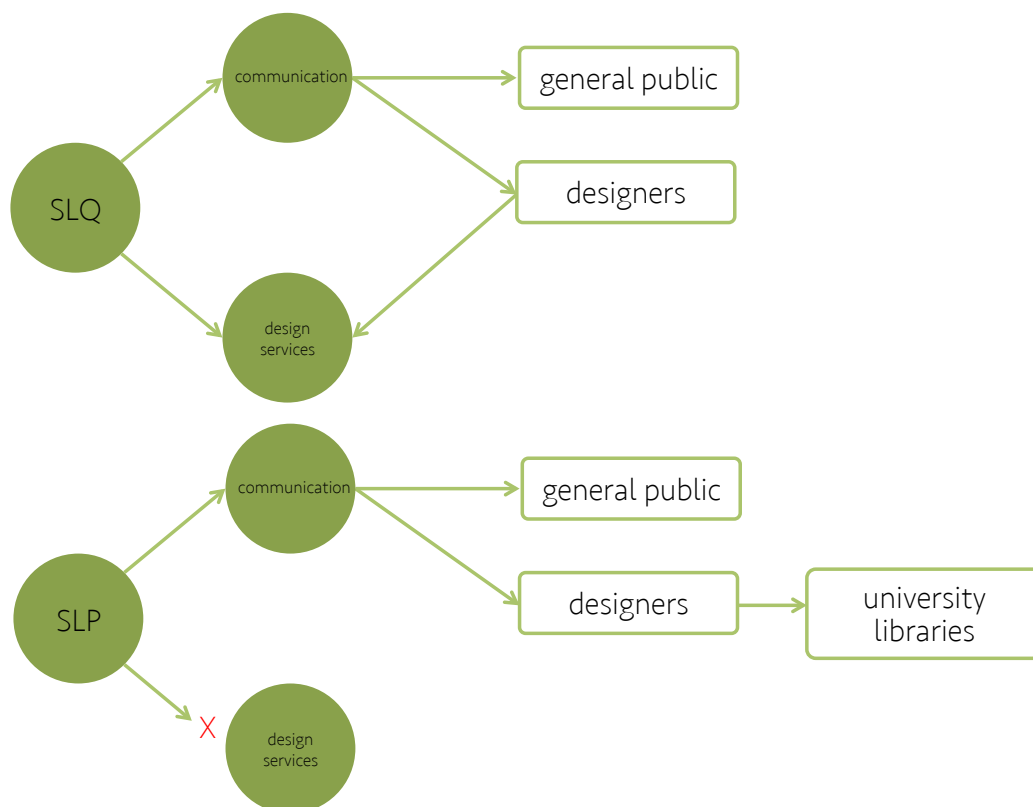 communication
general public
SLQ
designers
design
services
communication
general public
SLP
designers
university
libraries
X
design
services